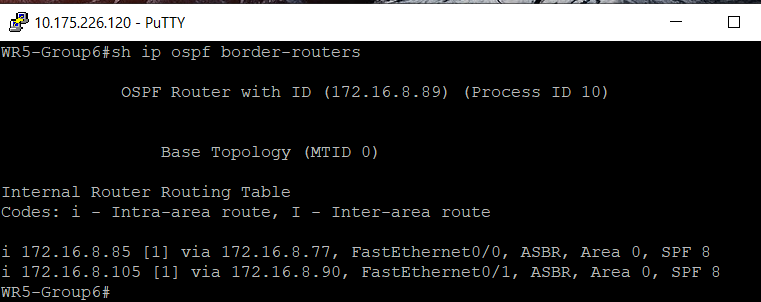 10.175.226.120 - PuTTY
WR5-Group6#sh ip ospf border-routers
OSPF Router with ID (172.16.8.89) (Process ID 10)
Base Topology (MTID 0)
Internal Router Routing Table
Codes: i - Intra-area route, I - Inter-area route
i 172.16.8.85 [1] via 172.16.8.77, FastEthernet0/0, ASBR, Area 0, SPF 8
i 172.16.8.105 [1] via 172.16.8.90, FastEthernet0/1, ASBR, Area 0, SPF 8
WR5-Group6#